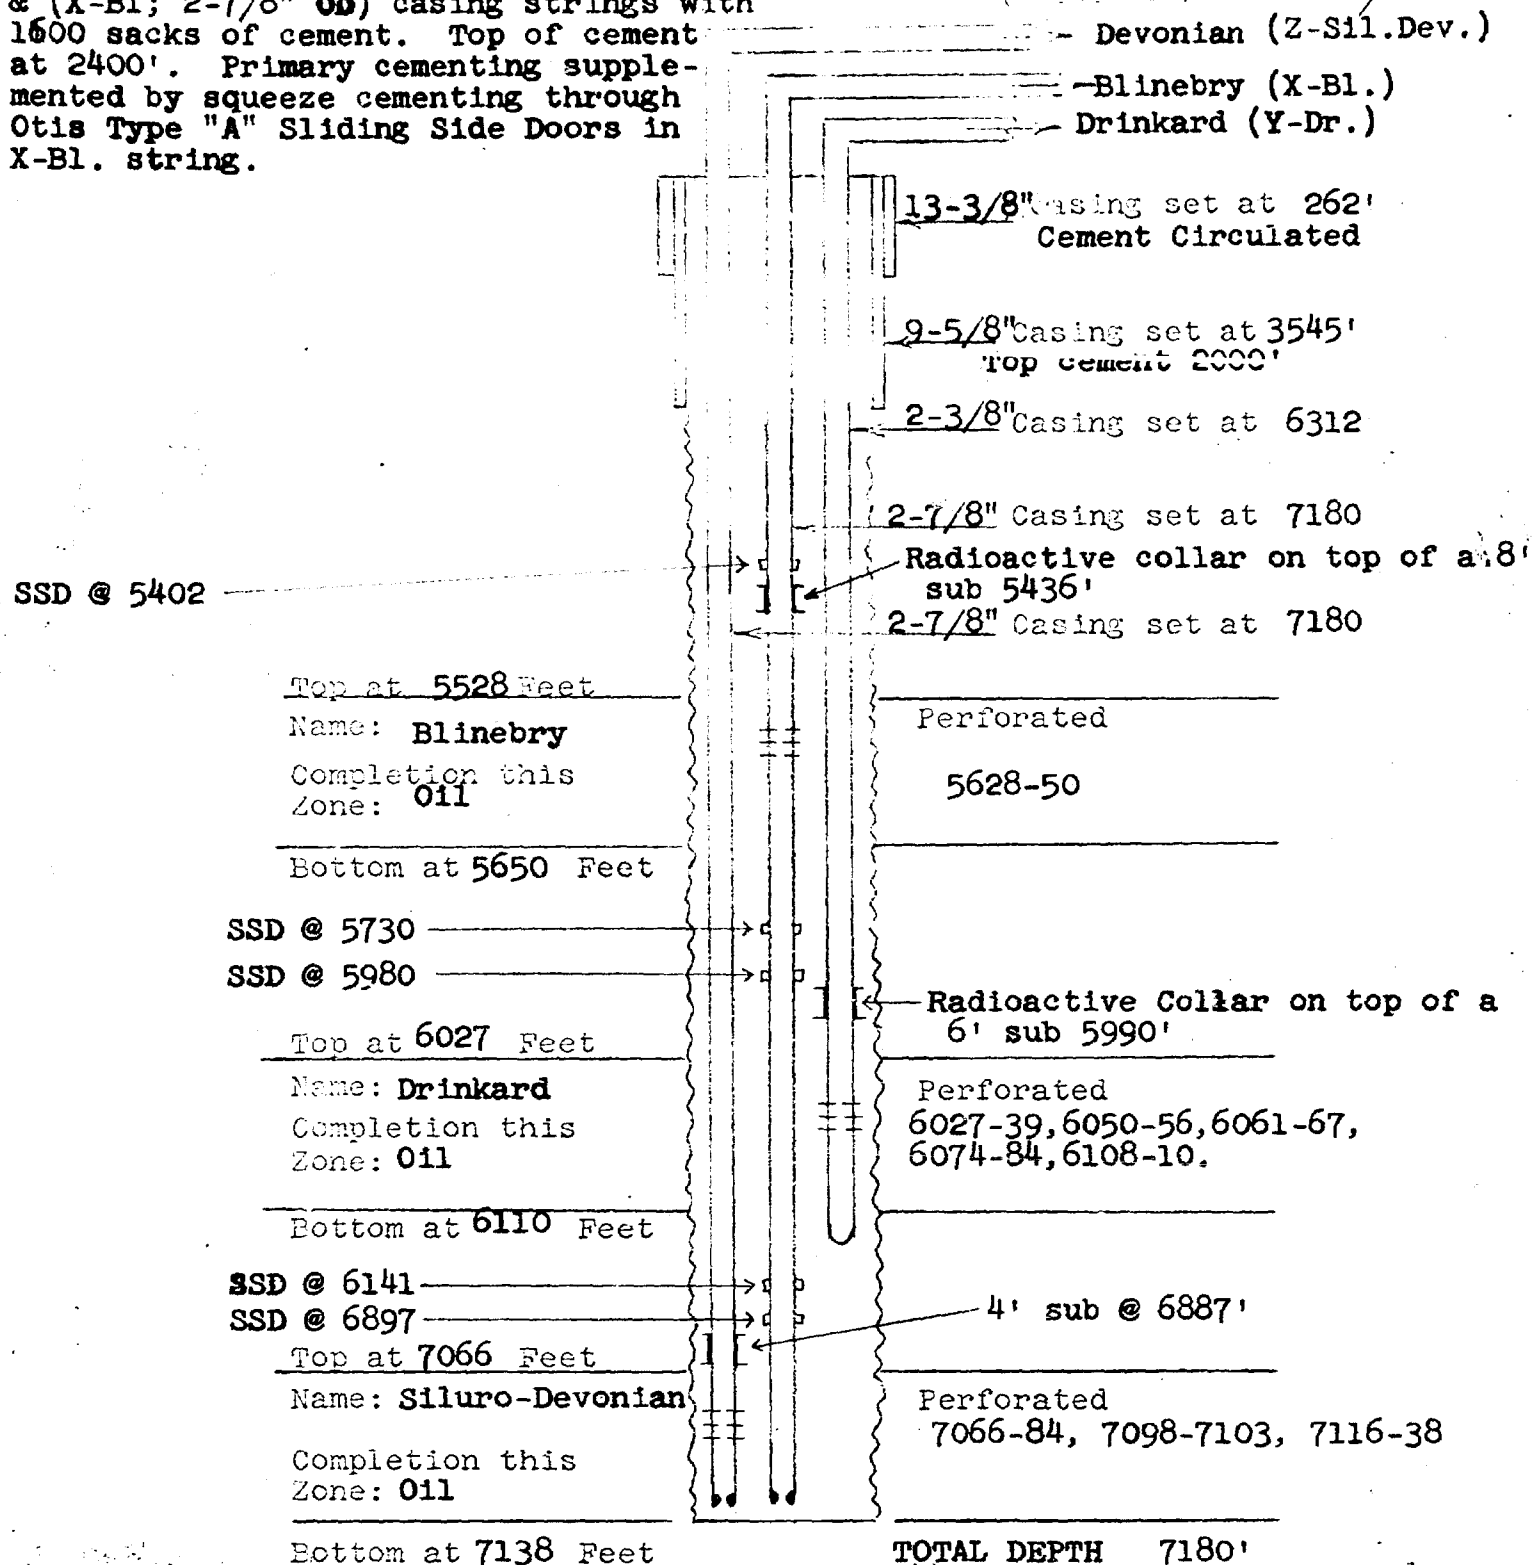 & (X-Bl; 2-7/8" OD) casing strings with
1600 sacks of cement. Top of cement
at 2400'. Primary cementing supple-
mented by squeeze cementing through
Otis Type "A" Sliding Side Doors in
X-Bl. string.
Devonian (Z-Sil.Dev.)
Blinebry (X-Bl.)
Drinkard (Y-Dr.)
13-3/8" Casing set at 262'
Cement Circulated
9-5/8" Casing set at 3545'
Top cement 2000'
2-3/8" Casing set at 6312
2-7/8" Casing set at 7180
Radioactive collar on top of a 8'
sub 5436'
SSD @ 5402
2-7/8" Casing set at 7180
Top at 5528 Feet
Name: Blinebry
Completion this
Zone: Oil
Bottom at 5650 Feet
Perforated
5628-50
SSD @ 5730
SSD @ 5980
Radioactive Collar on top of a
6' sub 5990'
Top at 6027 Feet
Name: Drinkard
Completion this
Zone: Oil
Bottom at 6110 Feet
Perforated
6027-39,6050-56,6061-67,
6074-84,6108-10.
SSD @ 6141
SSD @ 6897
4' sub @ 6887'
Top at 7066 Feet
Name: Siluro-Devonian
Completion this
Zone: Oil
Bottom at 7138 Feet
Perforated
7066-84, 7098-7103, 7116-38
TOTAL DEPTH 7180'